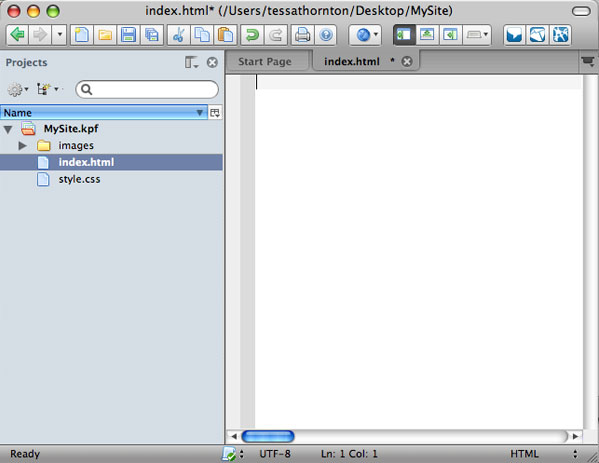 index.html* (/Users/tessathornton/Desktop/MySite)
Projects
Start Page
index.html *
Name
MySite.kpf
images
index.html
style.css
Ready
UTF-8
Ln: 1 Col: 1
HTML